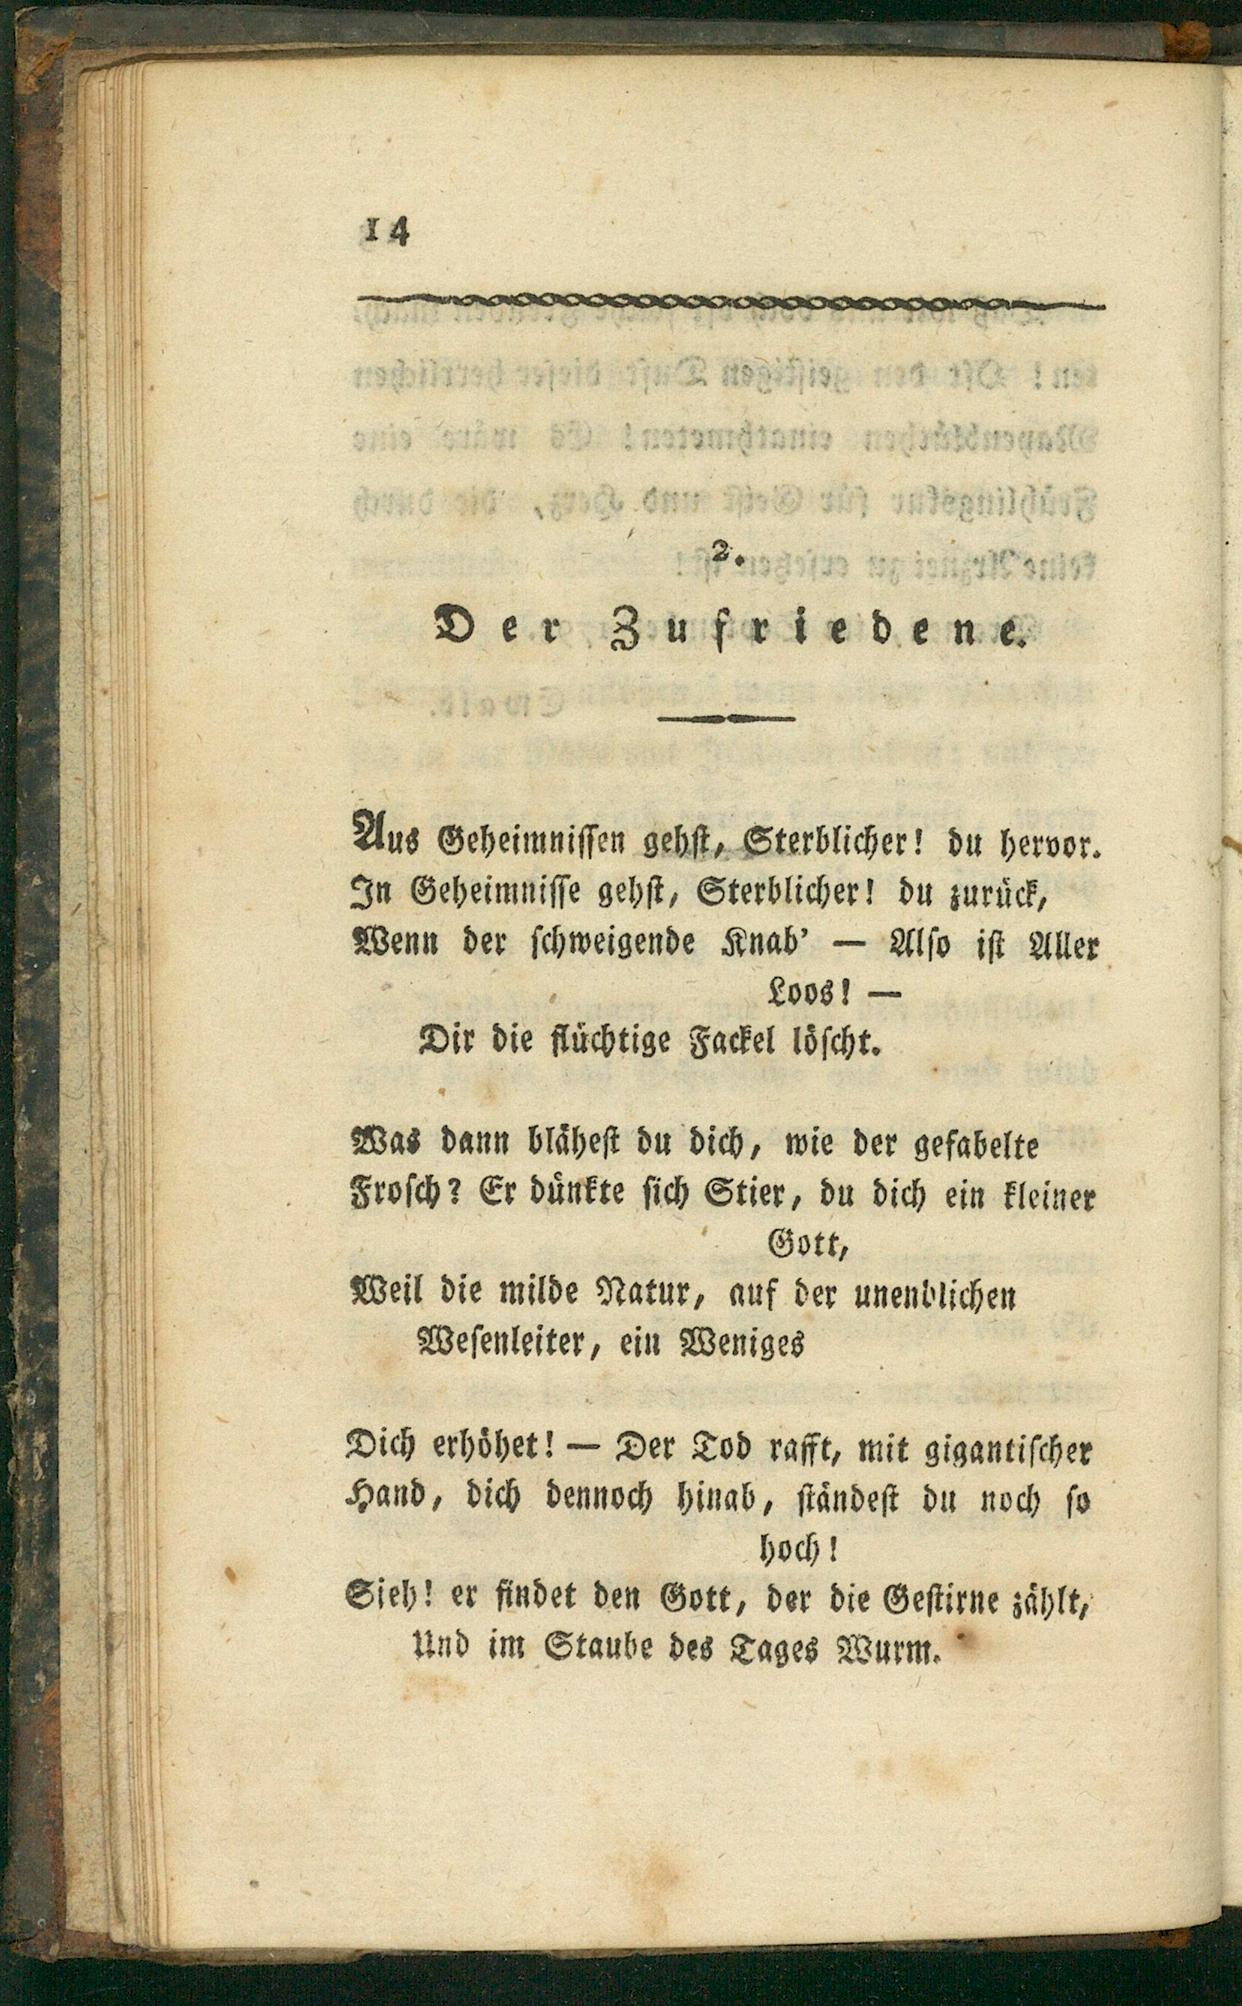 14
2.
Der Zufriedene.
Aus Geheimnissen gehst, Sterblicher! du hervor.
In Geheimnisse gehst, Sterblicher! du zurück,
Wenn der schweigende Knab' — Also ist Aller
Loos! —
Dir die flüchtige Fackel löscht.
Was dann blähest du dich, wie der gefabelte
Frosch? Er dünkte sich Stier, du dich ein kleiner
Gott,
Weil die milde Natur, auf der unendlichen
Wesenleiter, ein Weniges
Dich erhöhet! — Der Tod rafft, mit gigantischer
Hand, dich dennoch hinab, ständest du noch so
hoch!
Sieh! er findet den Gott, der die Gestirne zählt,
Und im Staube des Tages Wurm.